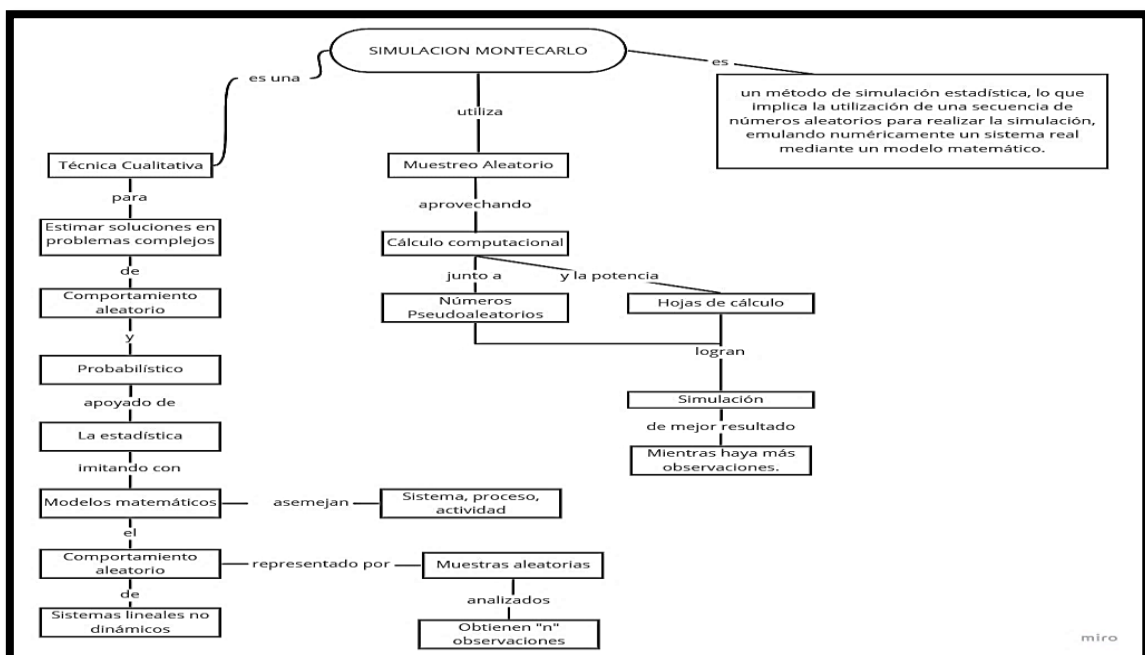 SIMULACION MONTECARLO
es una
es
utiliza
un método de simulación estadística, lo que
implica la utilización de una secuencia de
números aleatorios para realizar la simulación,
emulando numéricamente un sistema real
mediante un modelo matemático.
Técnica Cualitativa
para
Estimar soluciones en
problemas complejos
de
Comportamiento
aleatorio
y
Probabilístico
apoyado de
La estadística
imitando con
Modelos matemáticos
asemejan
Sistema, proceso,
actividad
el
Comportamiento
aleatorio
representado por
Muestras aleatorias
analizados
Obtienen "n"
observaciones
de
Sistemas lineales no
dinámicos
Muestreo Aleatorio
aprovechando
Cálculo computacional
junto a
y la potencia
Números
Pseudoaleatorios
Hojas de cálculo
logran
Simulación
de mejor resultado
Mientras haya más
observaciones.
miro